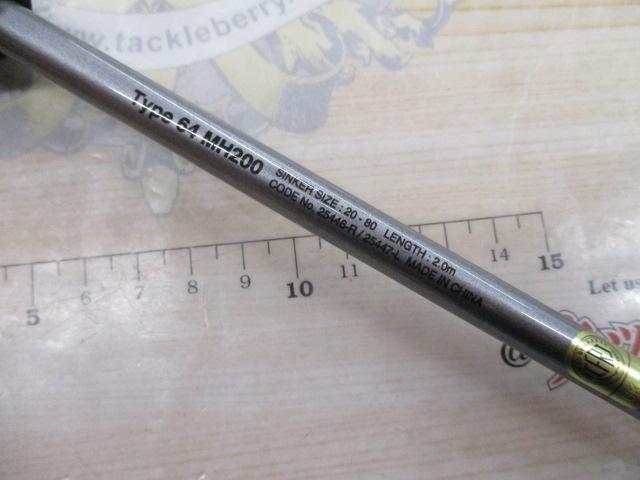 www.tackleberry.
Type 64 MH200
SINKER SIZE : 20 - 80 LENGTH : 2.0m
CODE No. 25446-R / 25447-L MADE IN CHINA
5 6 7 8 9 10 11 13 14 15
Let us